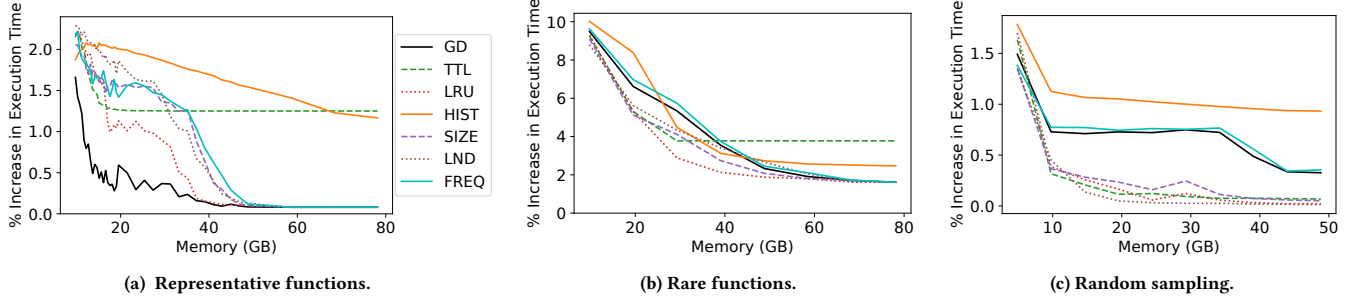 % Increase in Execution Time
2.0
1.5
1.0
0.5
0.0
20
40
60
80
Memory (GB)
GD
TTL
LRU
HIST
SIZE
LND
FREQ
(a) Representative functions.
% Increase in Execution Time
10
8
6
4
2
0
20
40
60
80
Memory (GB)
(b) Rare functions.
% Increase in Execution Time
1.5
1.0
0.5
0.0
10
20
30
40
50
Memory (GB)
(c) Random sampling.